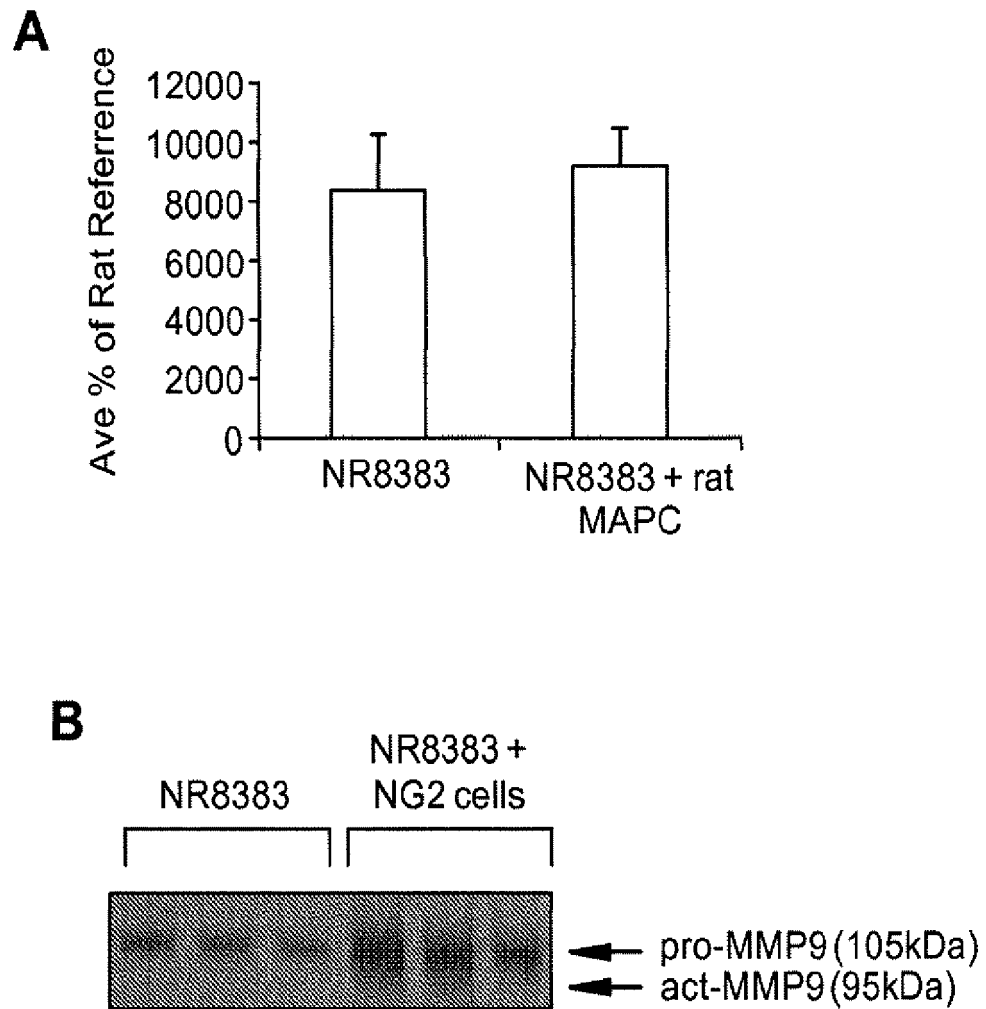 A
Ave % of Rat Referrence
12000
10000
8000
6000
4000
2000
0
NR8383
NR8383 + rat
MAPC
B
NR8383
NR8383 +
NG2 cells
pro-MMP9 (105kDa)
act-MMP9 (95kDa)